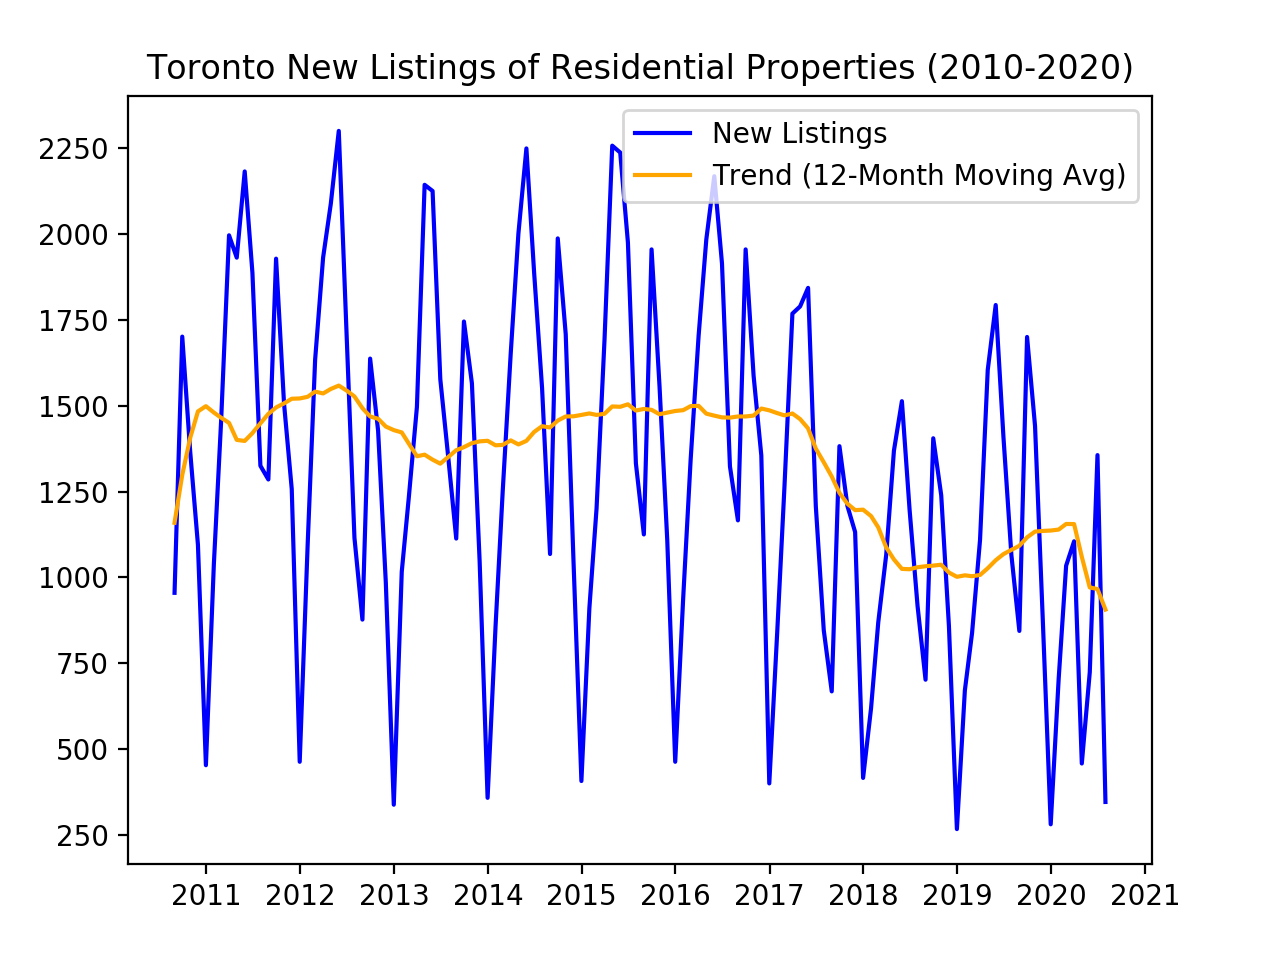 Toronto New Listings of Residential Properties (2010-2020)
New Listings
Trend (12-Month Moving Avg)
2250
2000
1750
1500
1250
1000
750
500
250
2011 2012 2013 2014 2015 2016 2017 2018 2019 2020 2021